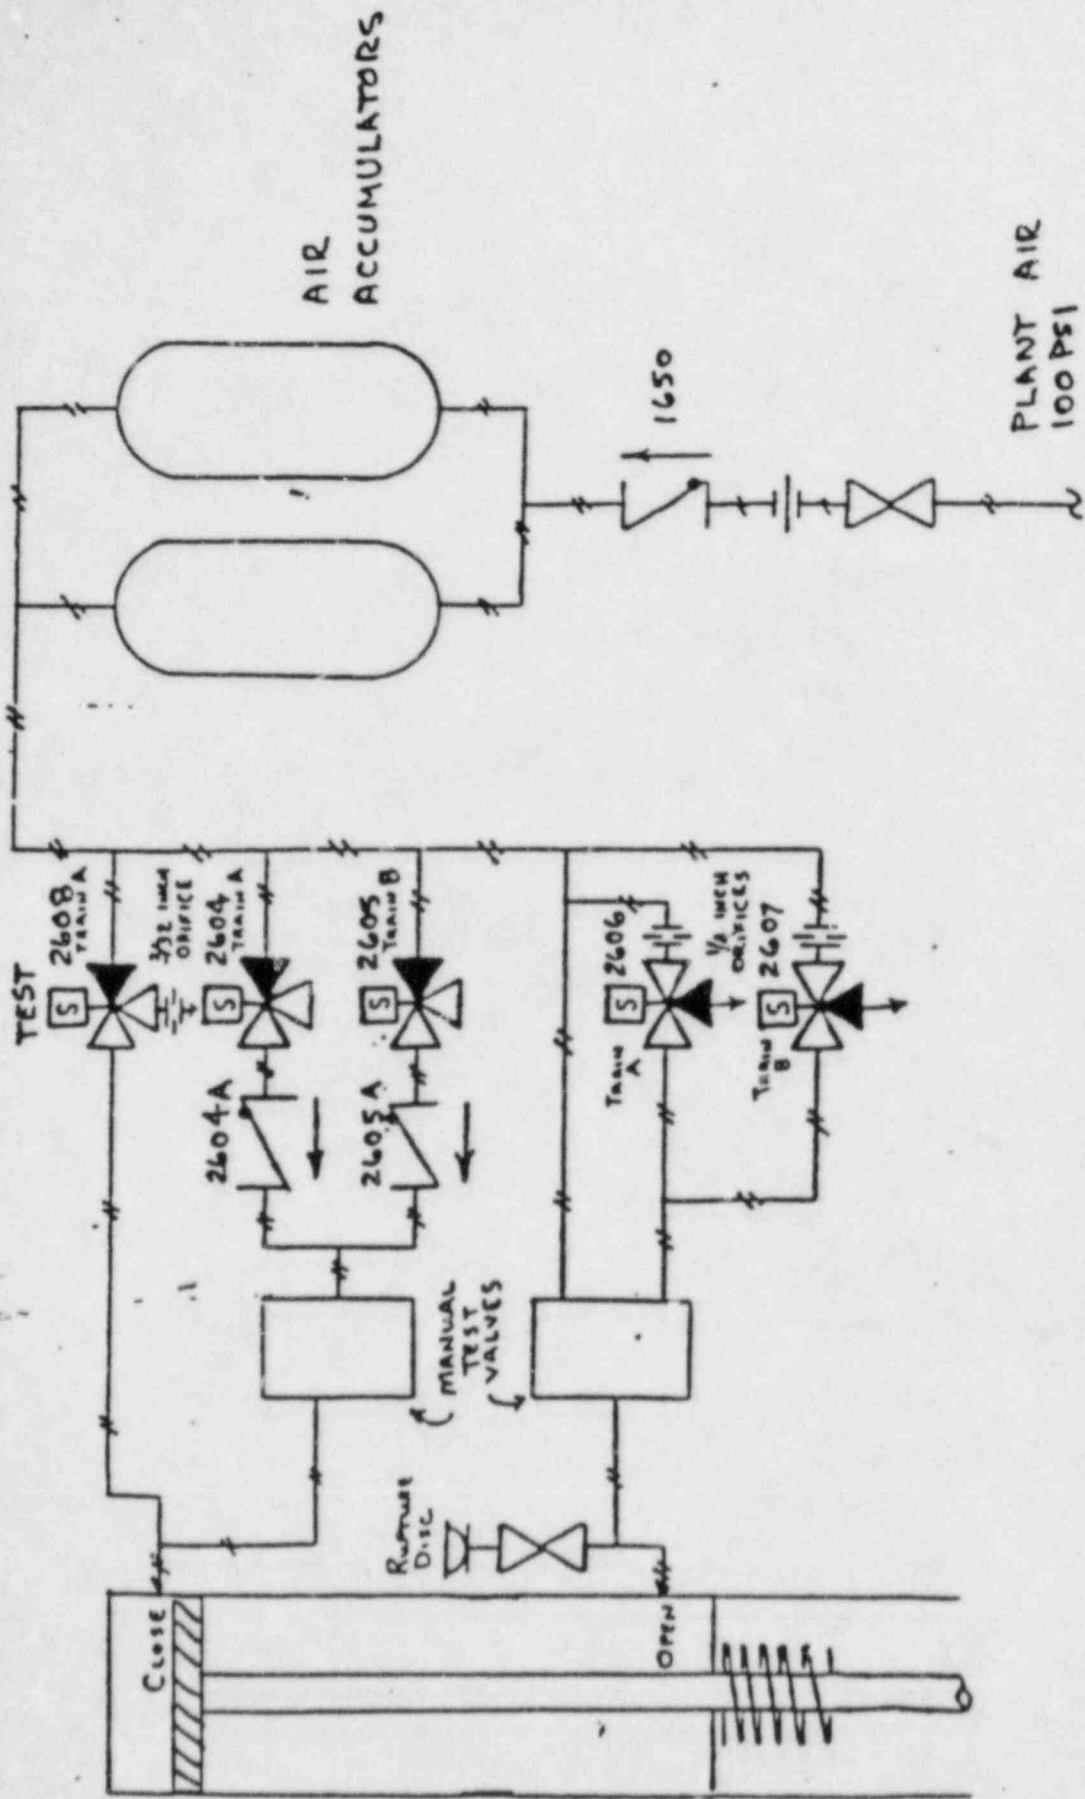 AIR
ACCUMULATORS
1650
PLANT AIR
100 PSI
TEST
S
2608
TRAIN A
3/32 INCH
ORIFICE
S
2604
TRAIN A
2604A
S
2605
TRAIN B
2605A
S
2606
TRAIN
A
1/2 INCH
ORIFICES
S
2607
TRAIN
B
MANUAL
TEST
VALVES
RUPTURE
DISC
CLOSE
OPEN